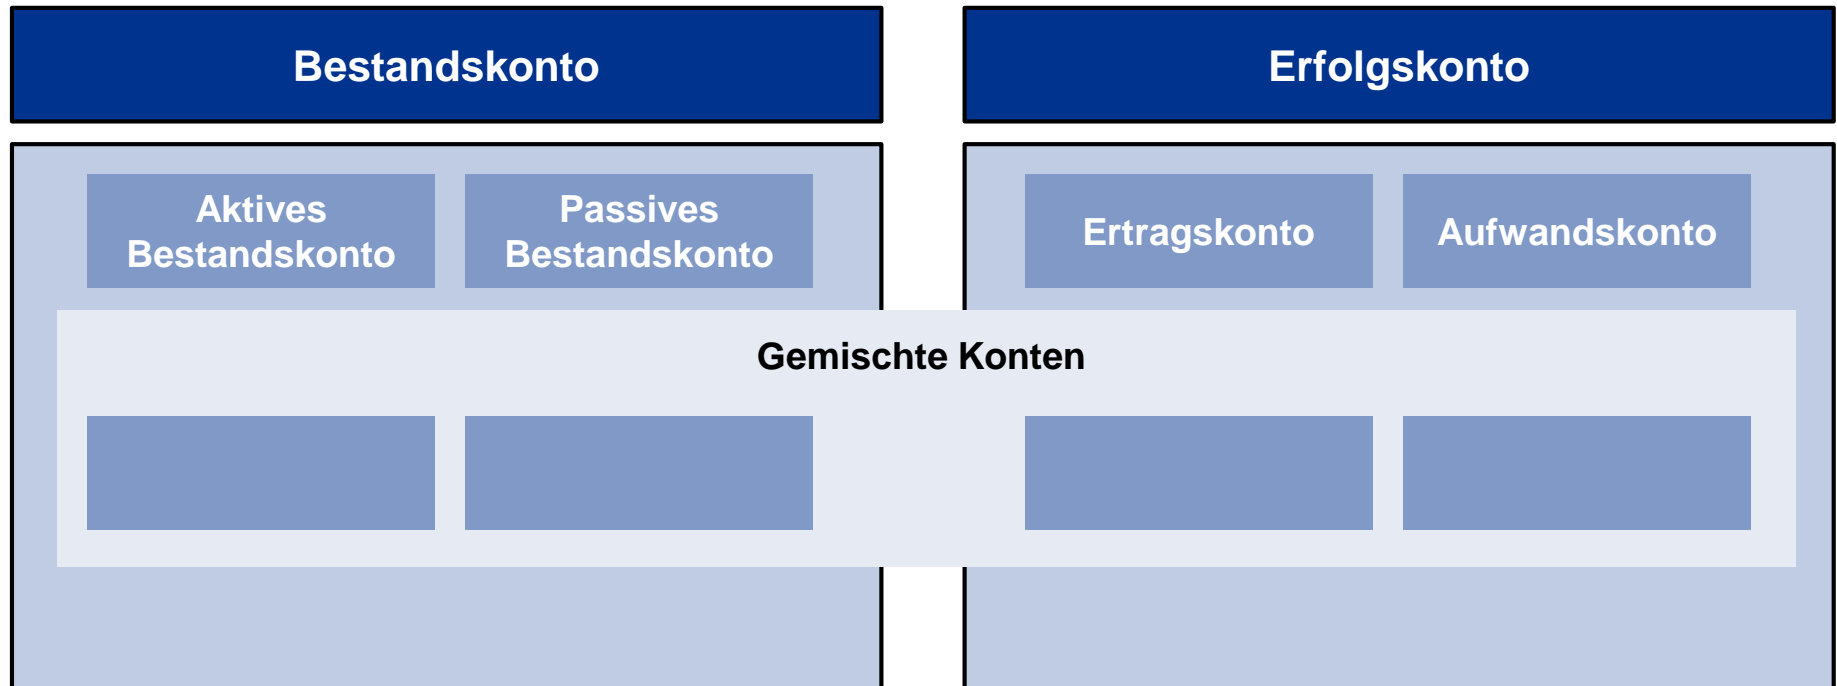 Bestandskonto
Erfolgskonto
Aktives
Bestandskonto
Passives
Bestandskonto
Ertragskonto
Aufwandskonto
Gemischte Konten